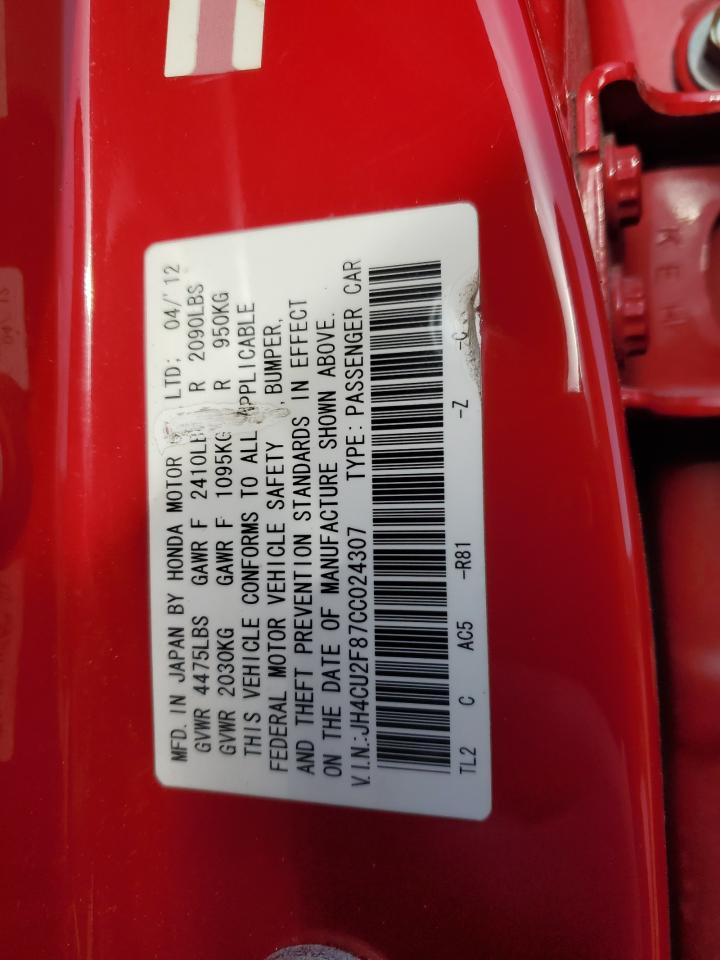 MFD. IN JAPAN BY HONDA MOTOR LTD; 04/'12
GVWR 4475LBS GAWR F 2410LB R 2090LBS
GVWR 2030KG GAWR F 1095KG R 950KG
THIS VEHICLE CONFORMS TO ALL APPLICABLE
FEDERAL MOTOR VEHICLE SAFETY, BUMPER,
AND THEFT PREVENTION STANDARDS IN EFFECT
ON THE DATE OF MANUFACTURE SHOWN ABOVE.
V.I.N.:JH4CU2F87CC024307 TYPE: PASSENGER CAR
TL2 C AC5 -R81 -Z -C
KEH